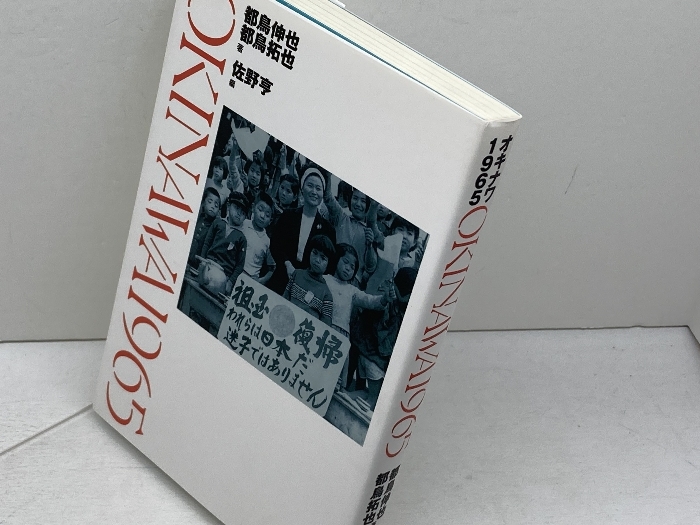 都鳥伸也
都鳥拓也
著
佐野亨
編
OKINAWA1965
祖国復帰
われらは日本だ
迷子ではありません
オキナワ
1965
OKINAWA1965
都鳥伸也
都鳥拓也